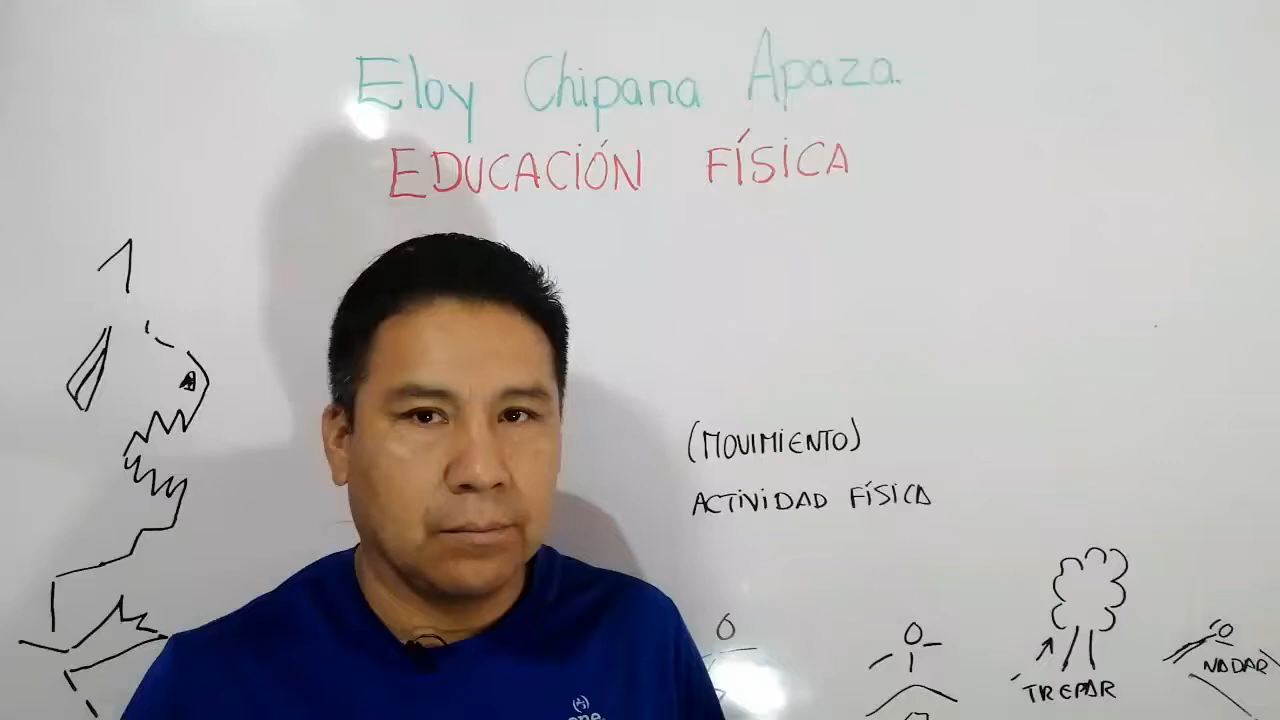 Eloy Chipana Apaza
EDUCACIÓN FÍSICA
(MOVIMIENTO)
ACTIVIDAD FÍSICA
TREPAR
NADAR